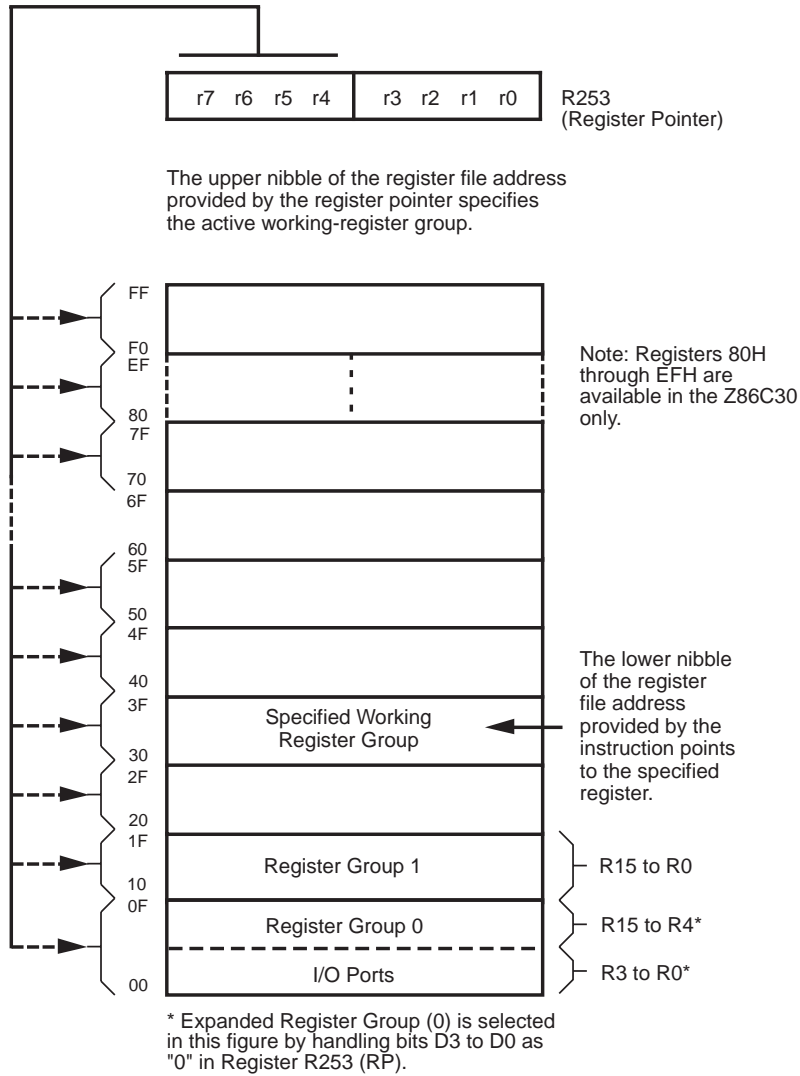 r7 r6 r5 r4 r3 r2 r1 r0
R253
(Register Pointer)
The upper nibble of the register file address
provided by the register pointer specifies
the active working-register group.
FF
F0
EF
80
7F
70
6F
60
5F
50
4F
40
3F
30
2F
20
1F
10
0F
00
Note: Registers 80H
through EFH are
available in the Z86C30
only.
Specified Working
Register Group
The lower nibble
of the register
file address
provided by the
instruction points
to the specified
register.
Register Group 1
R15 to R0
Register Group 0
R15 to R4*
I/O Ports
R3 to R0*
* Expanded Register Group (0) is selected
in this figure by handling bits D3 to D0 as
"0" in Register R253 (RP).